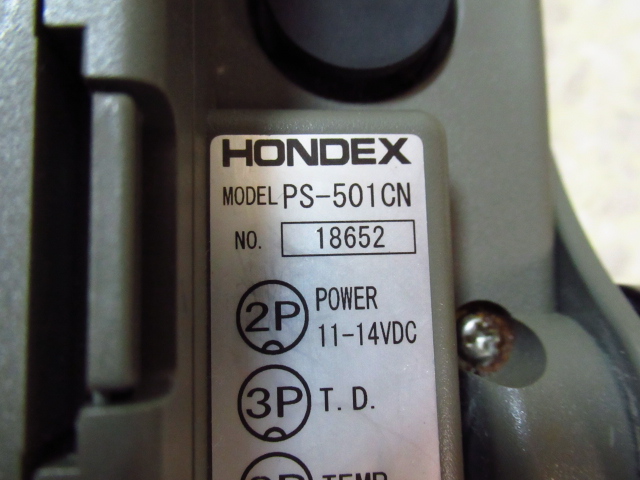 HONDEX
MODEL PS-501CN
NO. 18652
2P POWER
11-14VDC
3P T.D.
TEMP